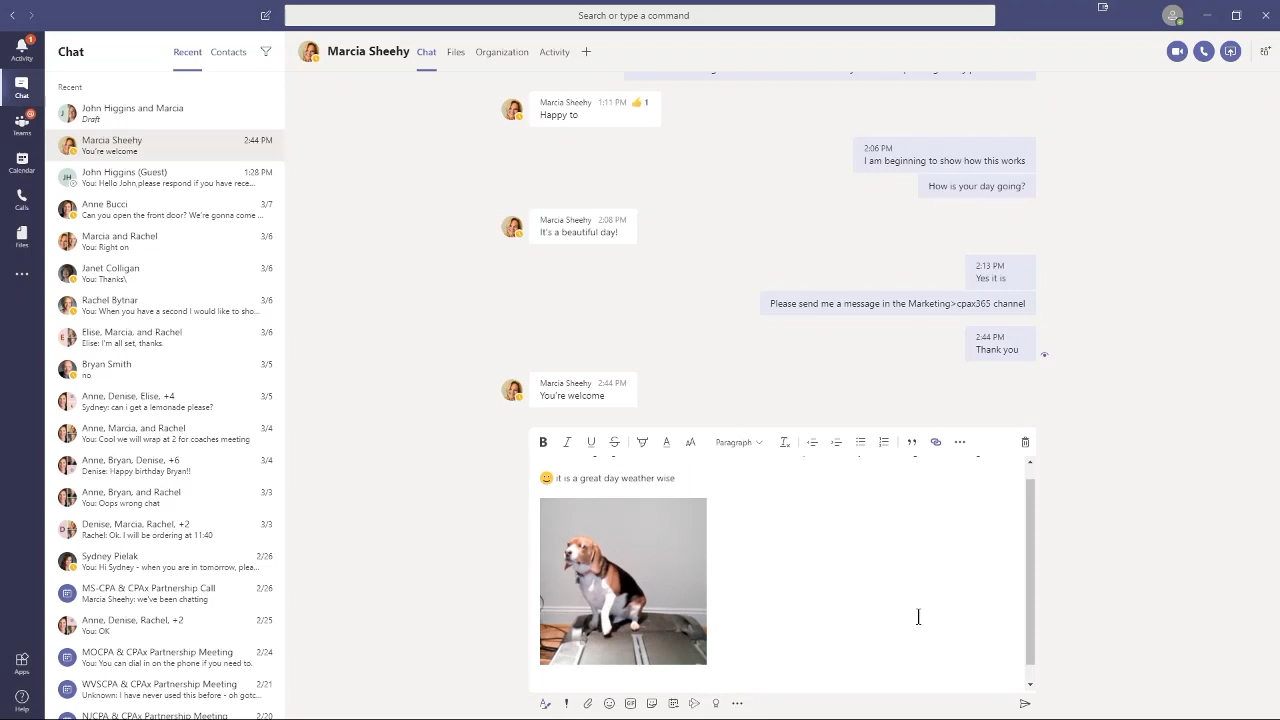 Search or type a command
1
Activity
Chat
Teams
Calendar
Calls
Files
Apps
Help
Chat
Recent
Contacts
Recent
John Higgins and Marcia
Draft
Marcia Sheehy
2:44 PM
You're welcome
John Higgins (Guest)
1:28 PM
You: Hello John,please respond if you have rece...
Anne Bucci
3/7
Can you open the front door? We're gonna come ...
Marcia and Rachel
3/6
You: Right on
Janet Colligan
3/6
You: Thanks\
Rachel Bytnar
3/6
You: When you have a second I would like to sho...
Elise, Marcia, and Rachel
3/6
Elise: I'm all set, thanks.
Bryan Smith
3/5
no
Anne, Denise, Elise, +4
3/5
Sydney: can i get a lemonade please?
Anne, Marcia, and Rachel
3/4
You: Cool we will wrap at 2 for coaches meeting
Anne, Bryan, Denise, +6
3/4
Denise: Happy birthday Bryan!!
Anne, Bryan, and Rachel
3/3
You: Oops wrong chat
Denise, Marcia, Rachel, +2
3/3
Rachel: Ok. I will be ordering at 11:40
Sydney Pielak
2/26
You: Hi Sydney - when you are in tomorrow, plea...
MS-CPA & CPAx Partnership Call
2/26
Marcia Sheehy: we've been chatting
Anne, Denise, Rachel, +2
2/25
You: OK
MOCPA & CPAx Partnership Meeting
2/24
You: You can dial in on the phone if you need to.
WVSCPA & CPAx Partnership Meeting
2/21
Unknown: I have never used this before - oh gotc...
NJCPA & CPAx Partnership Meeting
2/20
Marcia Sheehy
Chat
Files
Organization
Activity
Marcia Sheehy 1:11 PM 👍 1
Happy to
2:06 PM
I am beginning to show how this works
How is your day going?
Marcia Sheehy 2:08 PM
It's a beautiful day!
2:13 PM
Yes it is
Please send me a message in the Marketing>cpax365 channel
2:44 PM
Thank you
Marcia Sheehy 2:44 PM
You're welcome
Paragraph
it is a great day weather wise